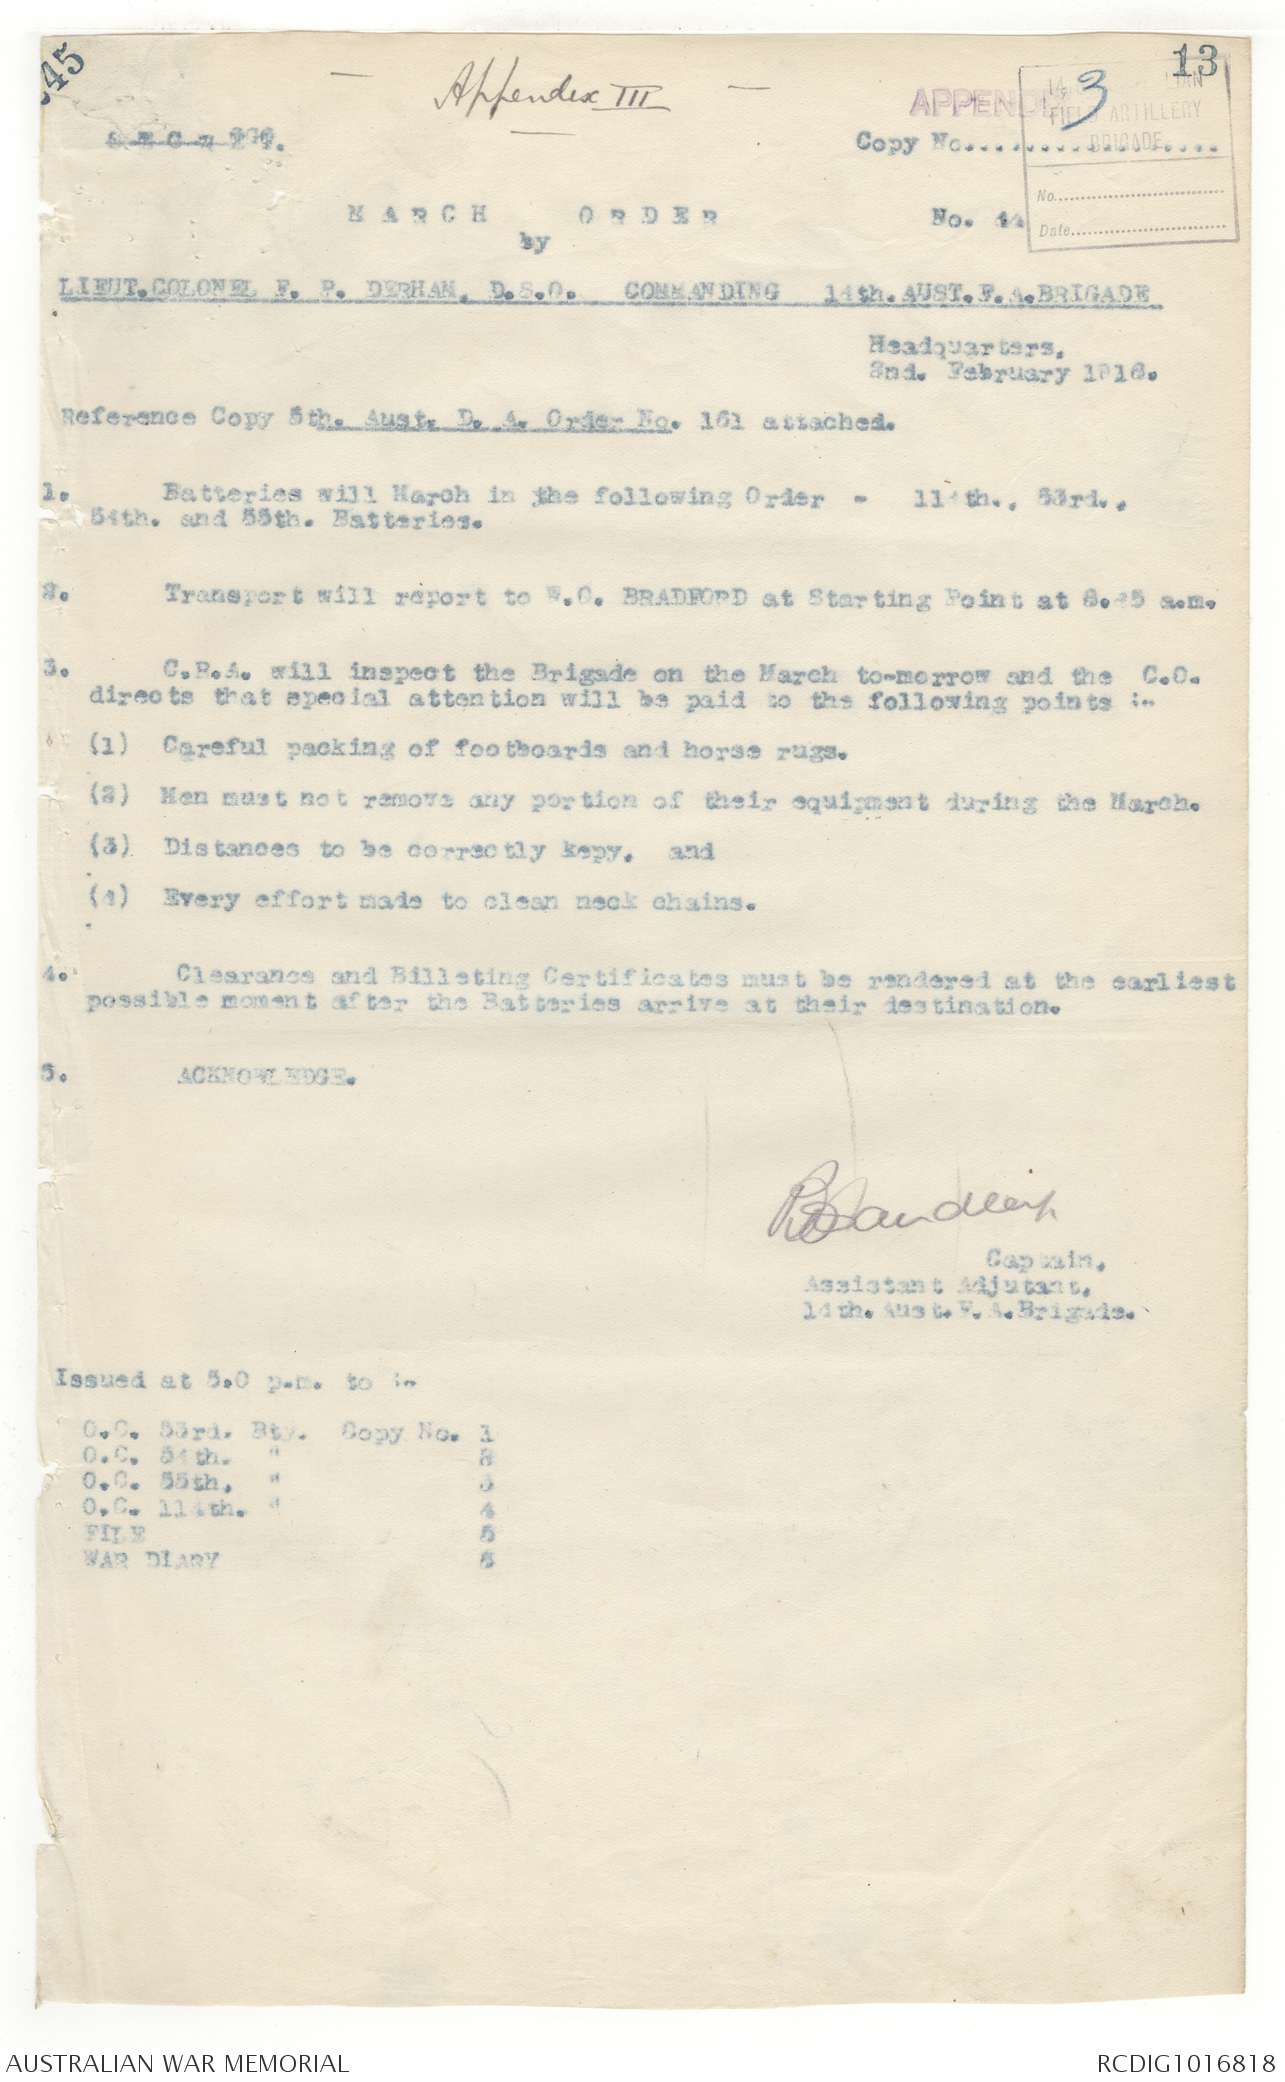 45
13
Appendix III
APPENDIX 3
FIELD ARTILLERY
BRIGADE
No.
Date
Copy No.
MARCH ORDER No. 44
by
LIEUT.COLONEL F. P. DERHAM, D.S.O. COMMANDING 14th.AUST.F.A.BRIGADE
Headquarters,
2nd. February 1918.
Reference Copy 5th. Aust. D. A. Order No. 161 attached.
1. Batteries will March in the following Order - 114th., 53rd.,
54th. and 55th. Batteries.
2. Transport will report to W.O. BRADFORD at Starting Point at 8.45 a.m.
3. C.R.A. will inspect the Brigade on the March to-morrow and the C.O.
directs that special attention will be paid to the following points :-
(1) Careful packing of footboards and horse rugs.
(2) Men must not remove any portion of their equipment during the March.
(3) Distances to be correctly kepy, and
(4) Every effort made to clean neck chains.
4. Clearance and Billeting Certificates must be rendered at the earliest
possible moment after the Batteries arrive at their destination.
5. ACKNOWLEDGE.
Captain,
Assistant Adjutant,
14th.Aust.F.A.Brigade.
Issued at 5.0 p.m. to :-
O.C. 53rd. Bty. Copy No. 1
O.C. 54th. " 2
O.C. 55th. " 3
O.C. 114th. " 4
FILE 5
WAR DIARY 6
AUSTRALIAN WAR MEMORIAL
RCDIG1016818